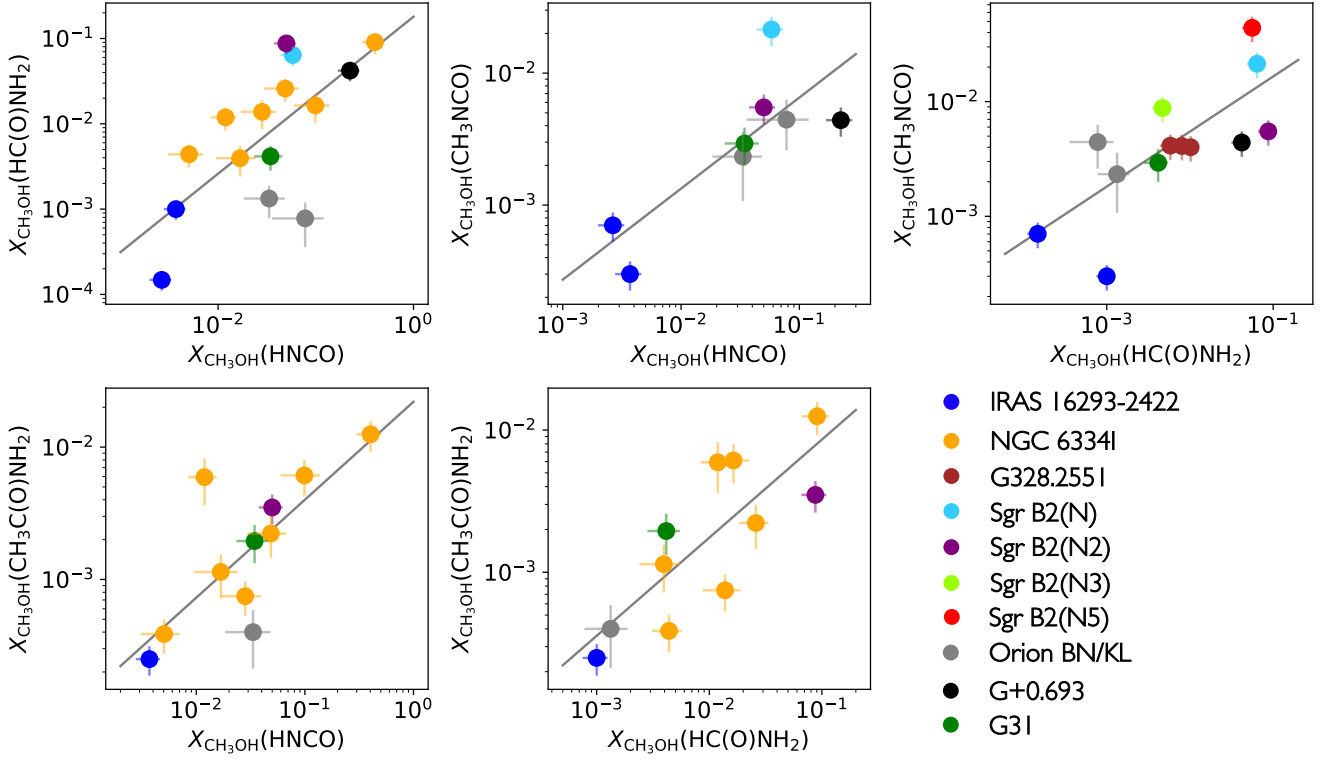 X_CH₃OH(HC(O)NH₂)
10⁻¹
10⁻²
10⁻³
10⁻⁴
10⁻² 10⁰
X_CH₃OH(HNCO)
X_CH₃OH(CH₃NCO)
10⁻²
10⁻³
10⁻³ 10⁻² 10⁻¹
X_CH₃OH(HNCO)
X_CH₃OH(CH₃NCO)
10⁻²
10⁻³
10⁻³ 10⁻¹
X_CH₃OH(HC(O)NH₂)
X_CH₃OH(CH₃C(O)NH₂)
10⁻²
10⁻³
10⁻² 10⁻¹ 10⁰
X_CH₃OH(HNCO)
X_CH₃OH(CH₃C(O)NH₂)
10⁻²
10⁻³
10⁻³ 10⁻² 10⁻¹
X_CH₃OH(HC(O)NH₂)
IRAS 16293-2422
NGC 6334I
G328.2551
Sgr B2(N)
Sgr B2(N2)
Sgr B2(N3)
Sgr B2(N5)
Orion BN/KL
G+0.693
G31